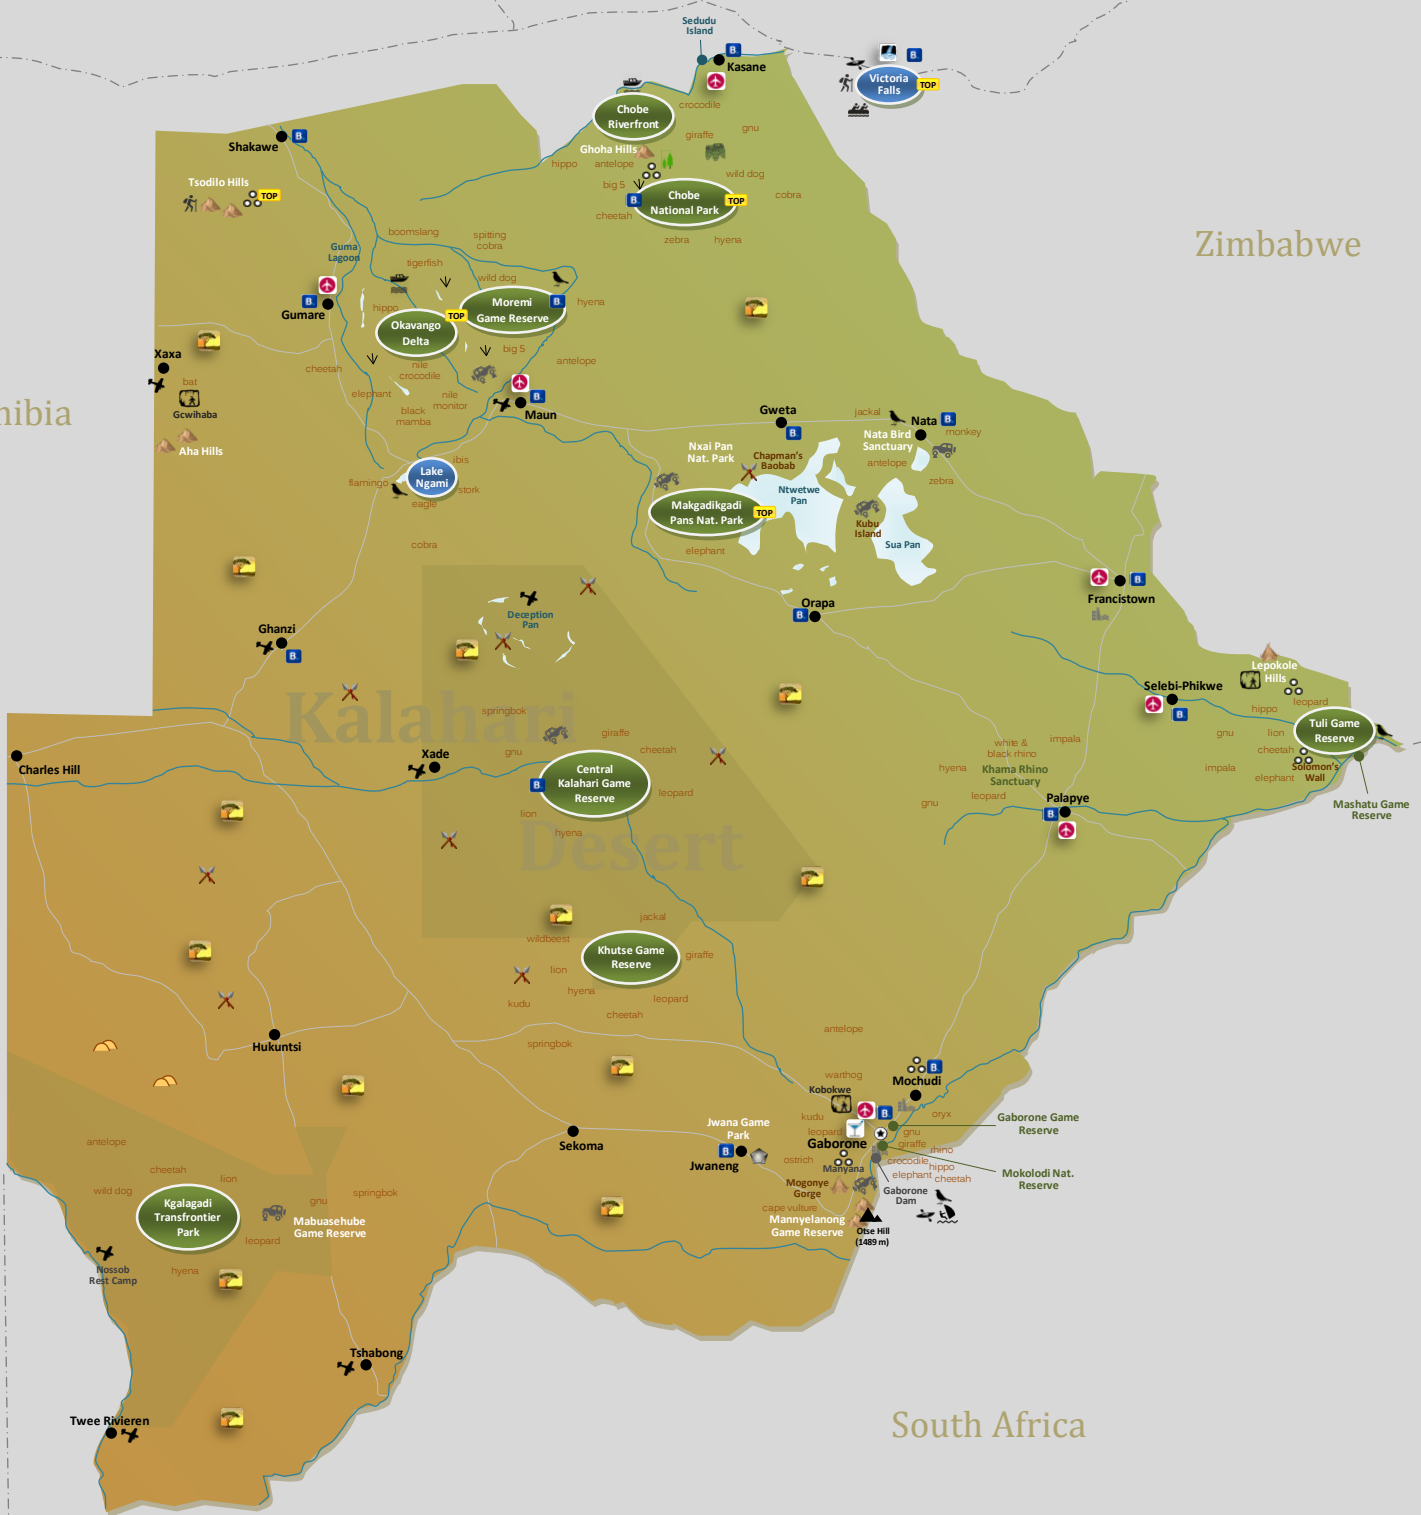 Sedudu
Island
Kasane
B.
Victoria
Falls
TOP
B.
Chobe
Riverfront
crocodile
gnu
giraffe
Ghoha Hills
hippo
antelope
wild dog
big 5
B.
Chobe
National Park
TOP
cobra
cheetah
zebra
hyena
Shakawe
B.
Tsodilo Hills
TOP
Zimbabwe
boomslang
spitting
cobra
Guma
Lagoon
tigerfish
wild dog
Moremi
Game Reserve
B.
hyena
B.
Gumare
hippo
TOP
Okavango
Delta
big 5
antelope
nile
crocodile
cheetah
elephant
nile
monitor
black
mamba
Xaxa
bat
Gcwihaba
Aha Hills
Maun
B.
nibia
Gweta
B.
jackal
Nata
B.
monkey
Nata Bird
Sanctuary
antelope
zebra
Nxai Pan
Nat. Park
Chapman's
Baobab
Ntwetwe
Pan
Makgadikgadi
Pans Nat. Park
TOP
Kubu
Island
Sua Pan
elephant
ibis
Lake
Ngami
flamingo
stork
eagle
cobra
Deception
Pan
Orapa
B.
Francistown
B.
Ghanzi
B.
Kalahari
Desert
springbok
giraffe
gnu
cheetah
Xade
Central
Kalahari Game
Reserve
B.
leopard
lion
hyena
Charles Hill
Selebi-Phikwe
B.
Lepokole
Hills
leopard
hippo
Tuli Game
Reserve
gnu
lion
cheetah
impala
elephant
Solomon's
Wall
Mashatu Game
Reserve
white &
black rhino
impala
hyena
Khama Rhino
Sanctuary
leopard
gnu
Palapye
B.
jackal
wildbeest
Khutse Game
Reserve
giraffe
lion
hyena
leopard
kudu
cheetah
springbok
Hukuntsi
antelope
warthog
Mochudi
B.
Kobokwe
kudu
B.
oryx
Gaborone Game
Reserve
leopard
Gaborone
gnu
giraffe
rhino
crocodile
hippo
elephant
cheetah
Mokolodi Nat.
Reserve
ostrich
Manyana
Mogonye
Gorge
Gaborone
Dam
cape vulture
Mannyelanong
Game Reserve
Otse Hill
(1489 m)
Jwana Game
Park
B.
Jwaneng
Sekoma
antelope
cheetah
lion
wild dog
Kgalagadi
Transfrontier
Park
gnu
springbok
Mabuasehube
Game Reserve
leopard
hyena
Nossob
Rest Camp
Tshabong
Twee Rivieren
South Africa